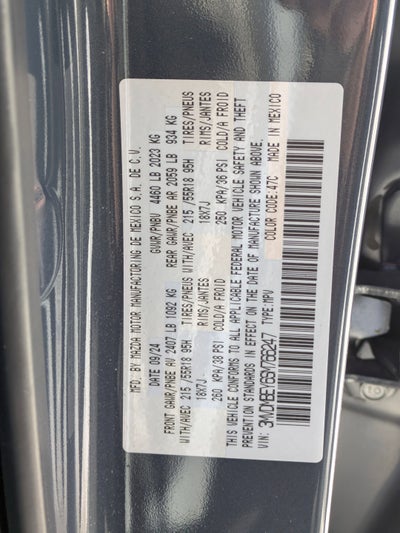 MFD. BY MAZDA MOTOR MANUFACTURING DE MEXICO S.A. DE C.V.
DATE 09/24 GVWR/PNBV 4460 LB 2023 KG
FRONT GAWR/PNBE AV 2407 LB 1092 KG REAR GAWR/PNBE AR 2059 LB 934 KG
WITH/AVEC 215 /55R18 95H TIRES/PNEUS WITH/AVEC 215 /55R18 95H TIRES/PNEUS
18X7J RIMS/JANTES 18X7J RIMS/JANTES
260 KPA/38 PSI COLD/A FROID 260 KPA/38 PSI COLD/A FROID
THIS VEHICLE CONFORMS TO ALL APPLICABLE FEDERAL MOTOR VEHICLE SAFETY AND THEFT
PREVENTION STANDARDS IN EFFECT ON THE DATE OF MANUFACTURE SHOWN ABOVE.
VIN: TYPE:MPV COLOR CODE:47C MADE IN MEXICO